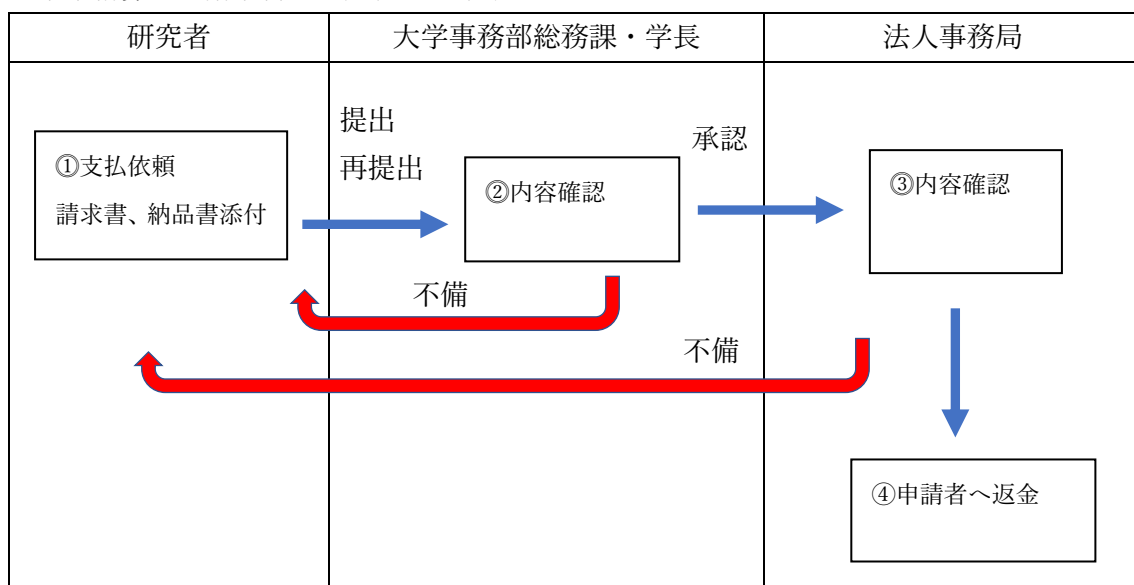 研究者
大学事務部総務課・学長
法人事務局
①支払依頼
請求書、納品書添付
提出
再提出
②内容確認
承認
③内容確認
不備
不備
④申請者へ返金